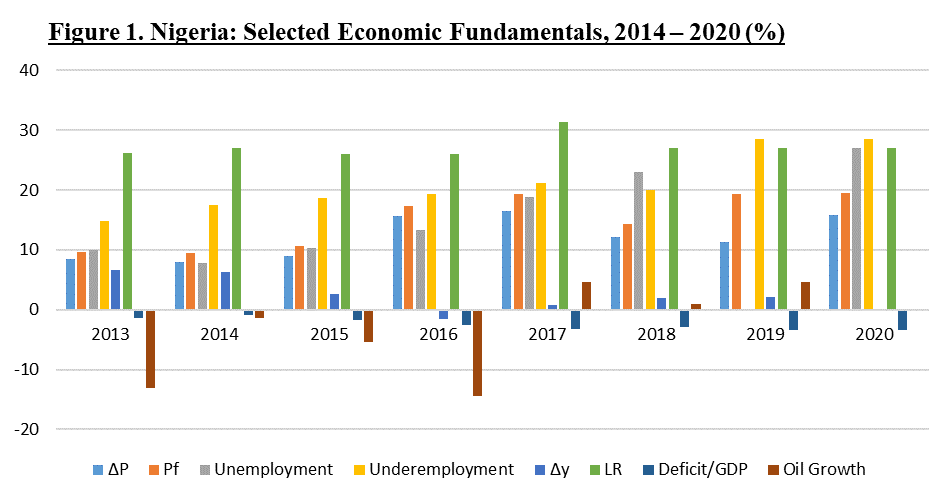 Figure 1. Nigeria: Selected Economic Fundamentals, 2014 – 2020 (%)
40
30
20
10
0
2013 2014 2015 2016 2017 2018 2019 2020
-10
-20
ΔP Pf Unemployment Underemployment Δy LR Deficit/GDP Oil Growth